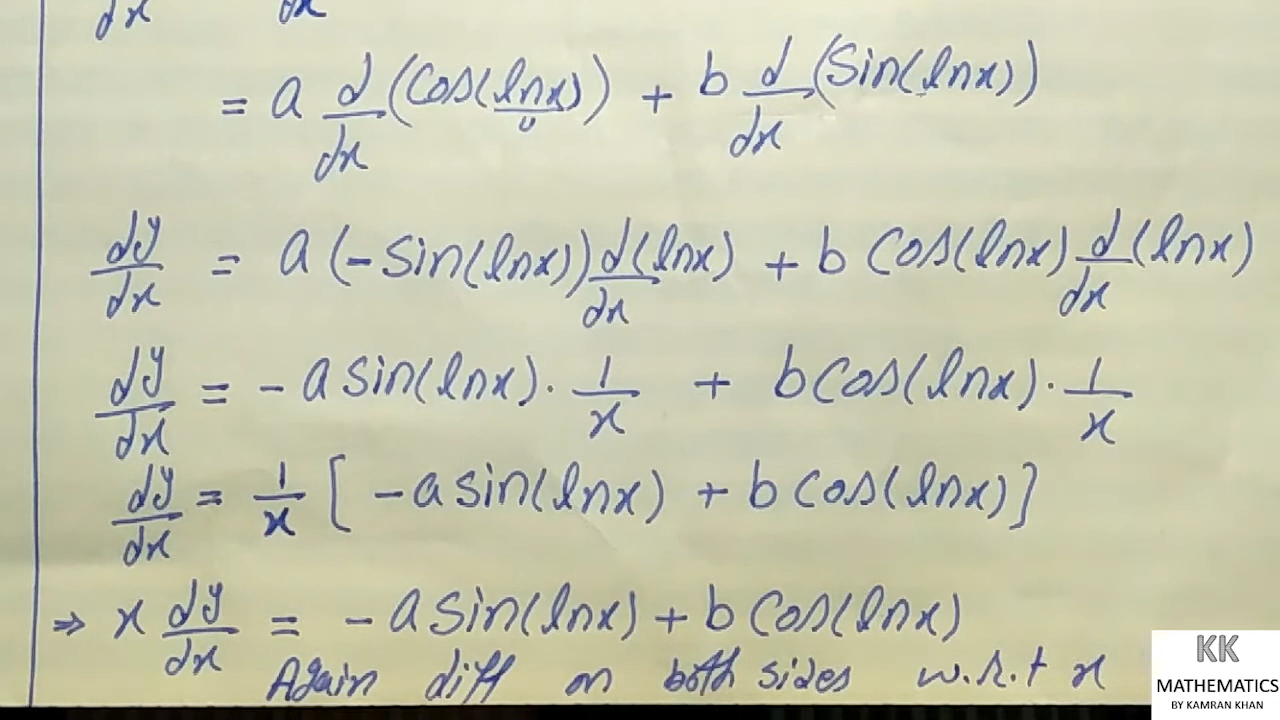 dx dx
= a d/dx (Cos(lnx)) + b d/dx (Sin(lnx))
dy/dx = a (-Sin(lnx)) d/dx (lnx) + b Cos(lnx) d/dx (lnx)
dy/dx = - a sin(lnx) · 1/x + b Cos(lnx) · 1/x
dy/dx = 1/x [ -a sin(lnx) + b Cos(lnx) ]
⇒ x dy/dx = - a Sin(lnx) + b Cos(lnx)
Again diff on both sides w.r.t x
KK
MATHEMATICS
BY KAMRAN KHAN